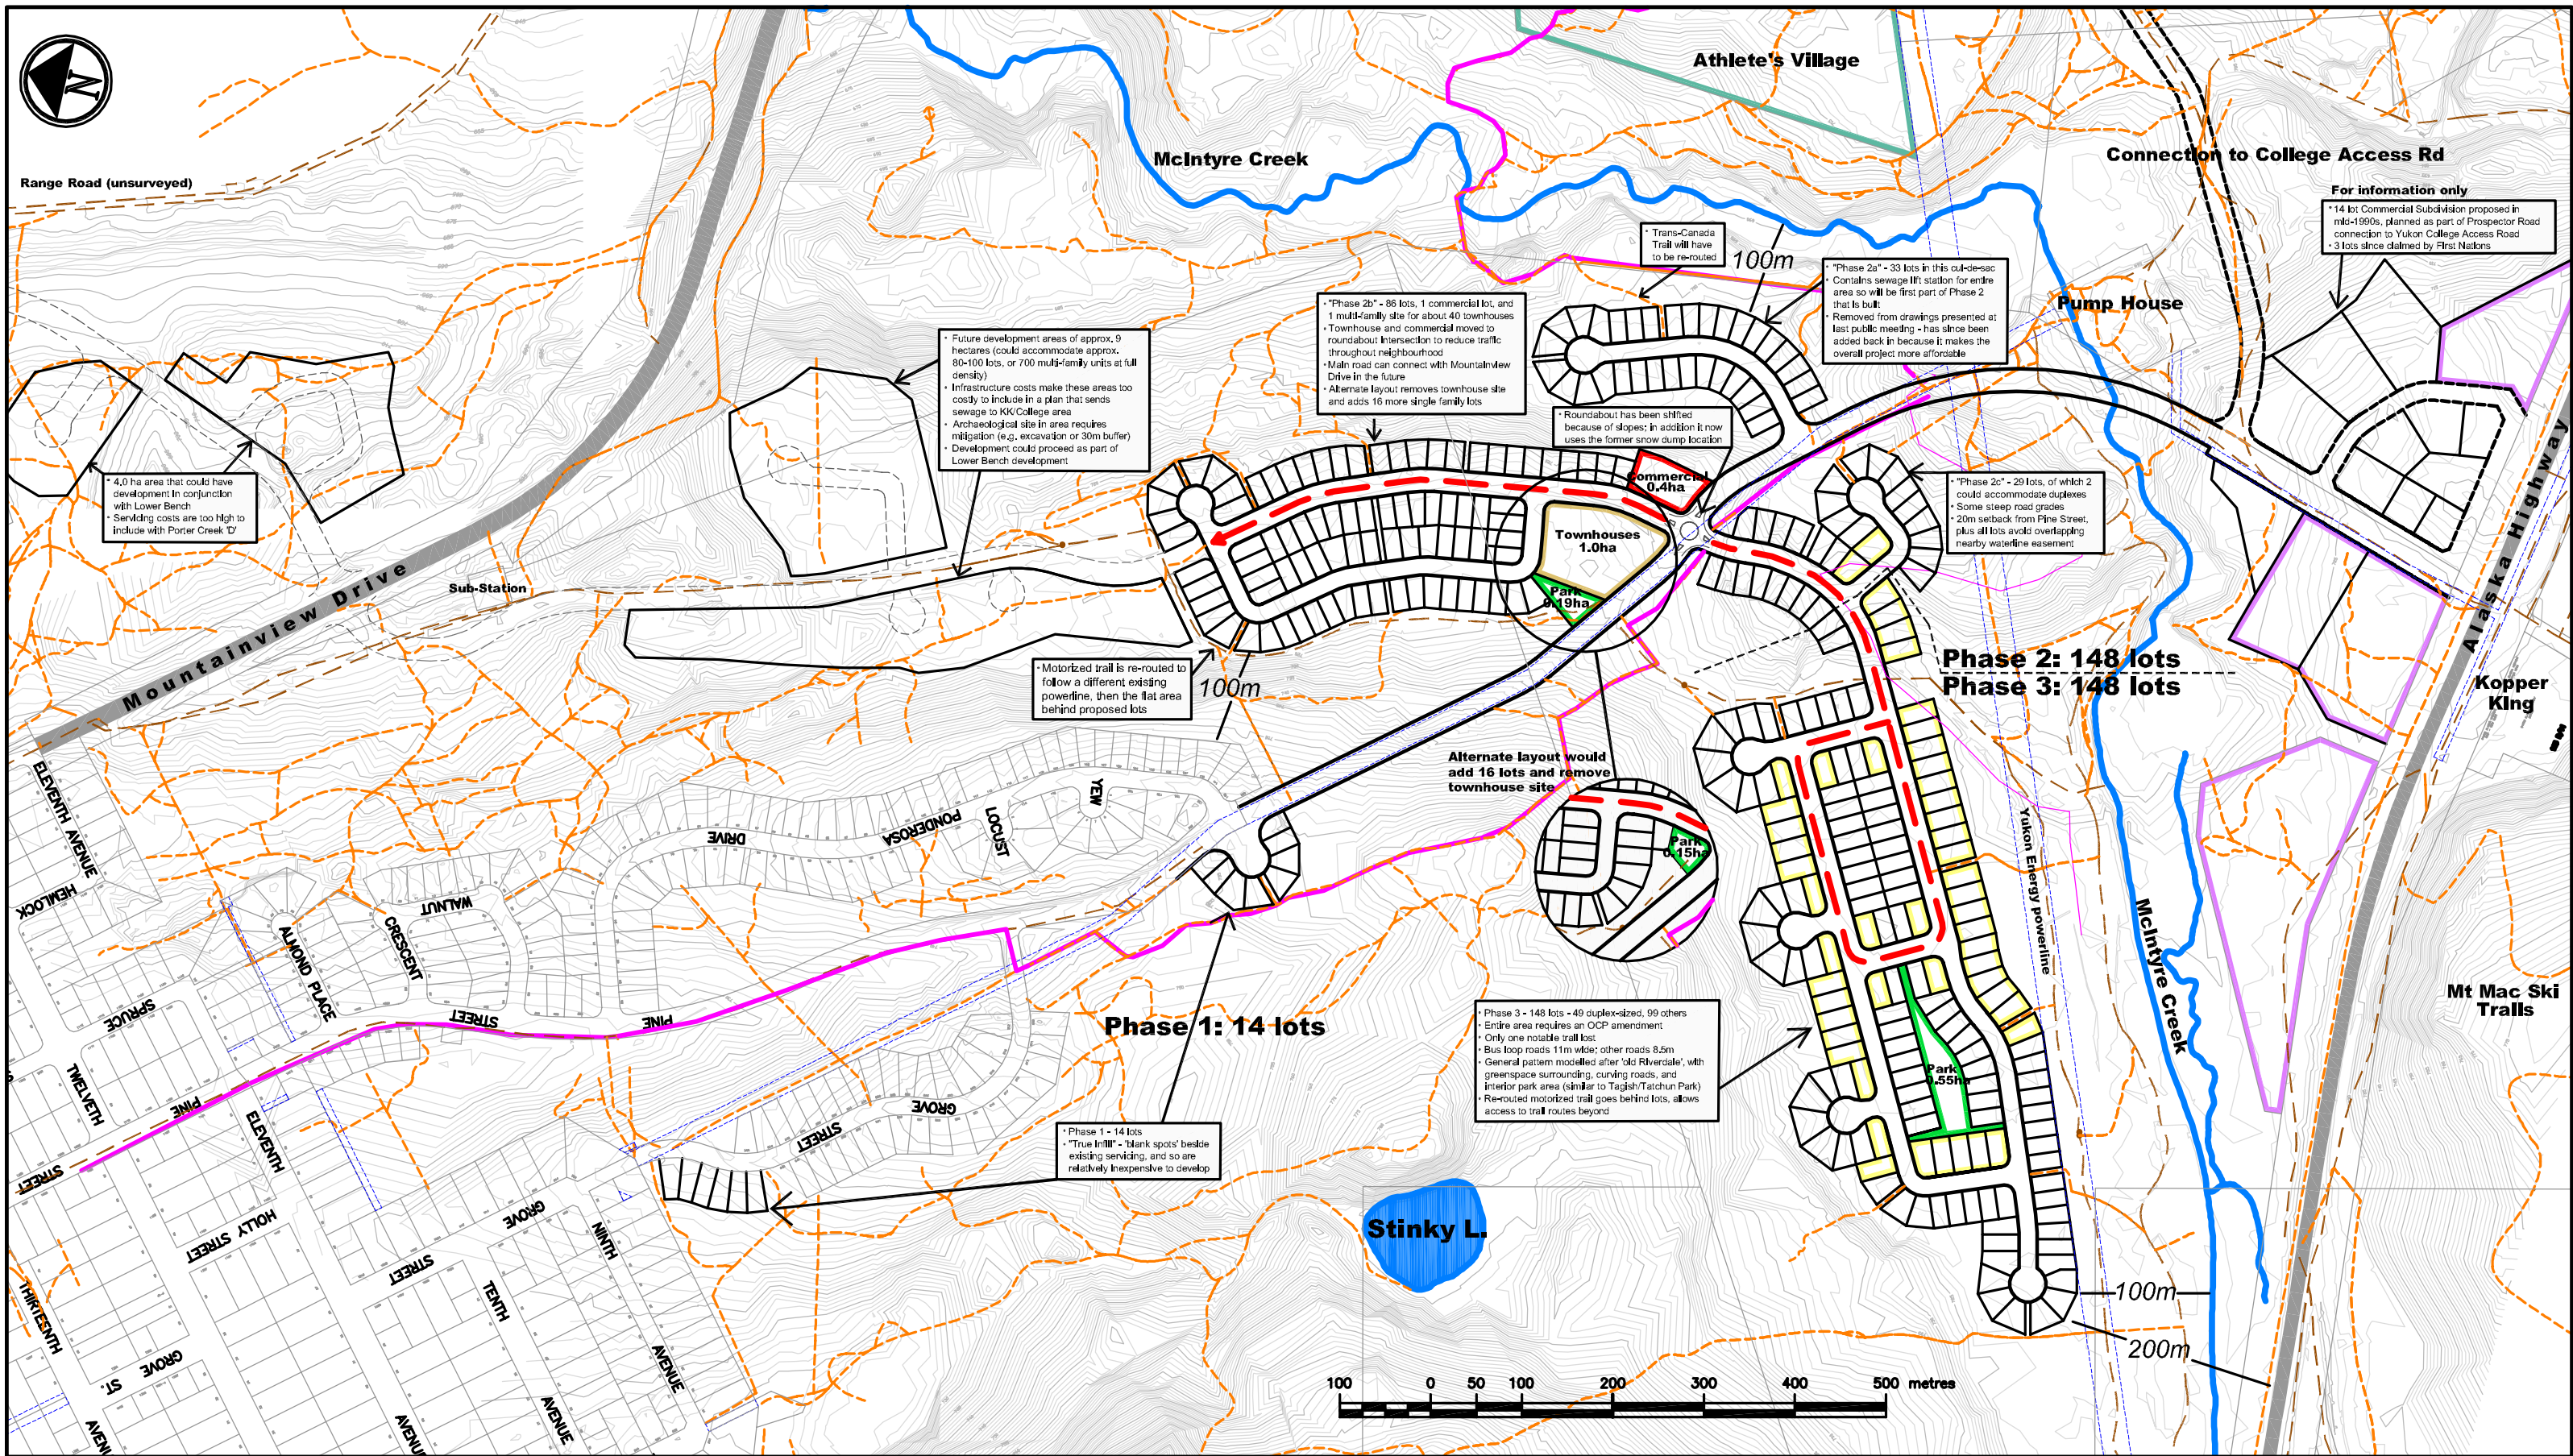 N
Athlete's Village
McIntyre Creek
Connection to College Access Rd
Range Road (unsurveyed)
For information only
* 14 lot Commercial Subdivision proposed in
mid-1990s, planned as part of Prospector Road
connection to Yukon College Access Road
* 3 lots since claimed by First Nations
* Trans-Canada
Trail will have
to be re-routed
100m
* "Phase 2a" - 33 lots in this cul-de-sac
* Contains sewage lift station for entire
area so will be first part of Phase 2
that is built
* Removed from drawings presented at
last public meeting - has since been
added back in because it makes the
overall project more affordable
Pump House
* "Phase 2b" - 86 lots, 1 commercial lot, and
1 multi-family site for about 40 townhouses
* Townhouse and commercial moved to
roundabout intersection to reduce traffic
throughout neighbourhood
* Main road can connect with Mountainview
Drive in the future
* Alternate layout removes townhouse site
and adds 16 more single family lots
* Future development areas of approx. 9
hectares (could accommodate approx.
80-100 lots, or 700 multi-family units at full
density)
* Infrastructure costs make these areas too
costly to include in a plan that sends
sewage to KK/College area
* Archaeological site in area requires
mitigation (e.g. excavation or 30m buffer)
* Development could proceed as part of
Lower Bench development
* Roundabout has been shifted
because of slopes; in addition it now
uses the former snow dump location
* 4.0 ha area that could have
development in conjunction
with Lower Bench
* Servicing costs are too high to
include with Porter Creek 'D'
Commercial
0.4ha
* "Phase 2c" - 29 lots, of which 2
could accommodate duplexes
* Some steep road grades
* 20m setback from Pine Street,
plus all lots avoid overlapping
nearby waterline easement
Alaska Highway
Townhouses
1.0ha
Park
0.19ha
Sub-Station
Mountainview Drive
* Motorized trail is re-routed to
follow a different existing
powerline, then the flat area
behind proposed lots
100m
Phase 2: 148 lots
Phase 3: 148 lots
Kopper
King
Alternate layout would
add 16 lots and remove
townhouse site
Park
0.15ha
ELEVENTH AVENUE
HEMLOCK
DRIVE
PONDEROSA
LOCUST
YEW
WALNUT
CRESCENT
ALMOND PLACE
SPRUCE
STREET
PINE
Yukon Energy powerline
McIntyre Creek
Mt Mac Ski
Trails
Phase 1: 14 lots
* Phase 3 - 148 lots - 49 duplex-sized, 99 others
* Entire area requires an OCP amendment
* Only one notable trail lost
* Bus loop roads 11m wide; other roads 8.5m
* General pattern modelled after 'old Riverdale', with
greenspace surrounding, curving roads, and
interior park area (similar to Tagish/Tatchun Park)
* Re-routed motorized trail goes behind lots, allows
access to trail routes beyond
Park
0.55ha
TWELVETH
PINE
STREET
ELEVENTH
GROVE
STREET
* Phase 1 - 14 lots
* "True Infill" - 'blank spots' beside
existing servicing, and so are
relatively inexpensive to develop
HOLLY STREET
GROVE
STREET
NINTH
AVENUE
TENTH
AVENUE
THIRTEENTH
GROVE ST.
Stinky L.
100m
200m
100 0 50 100 200 300 400 500 metres